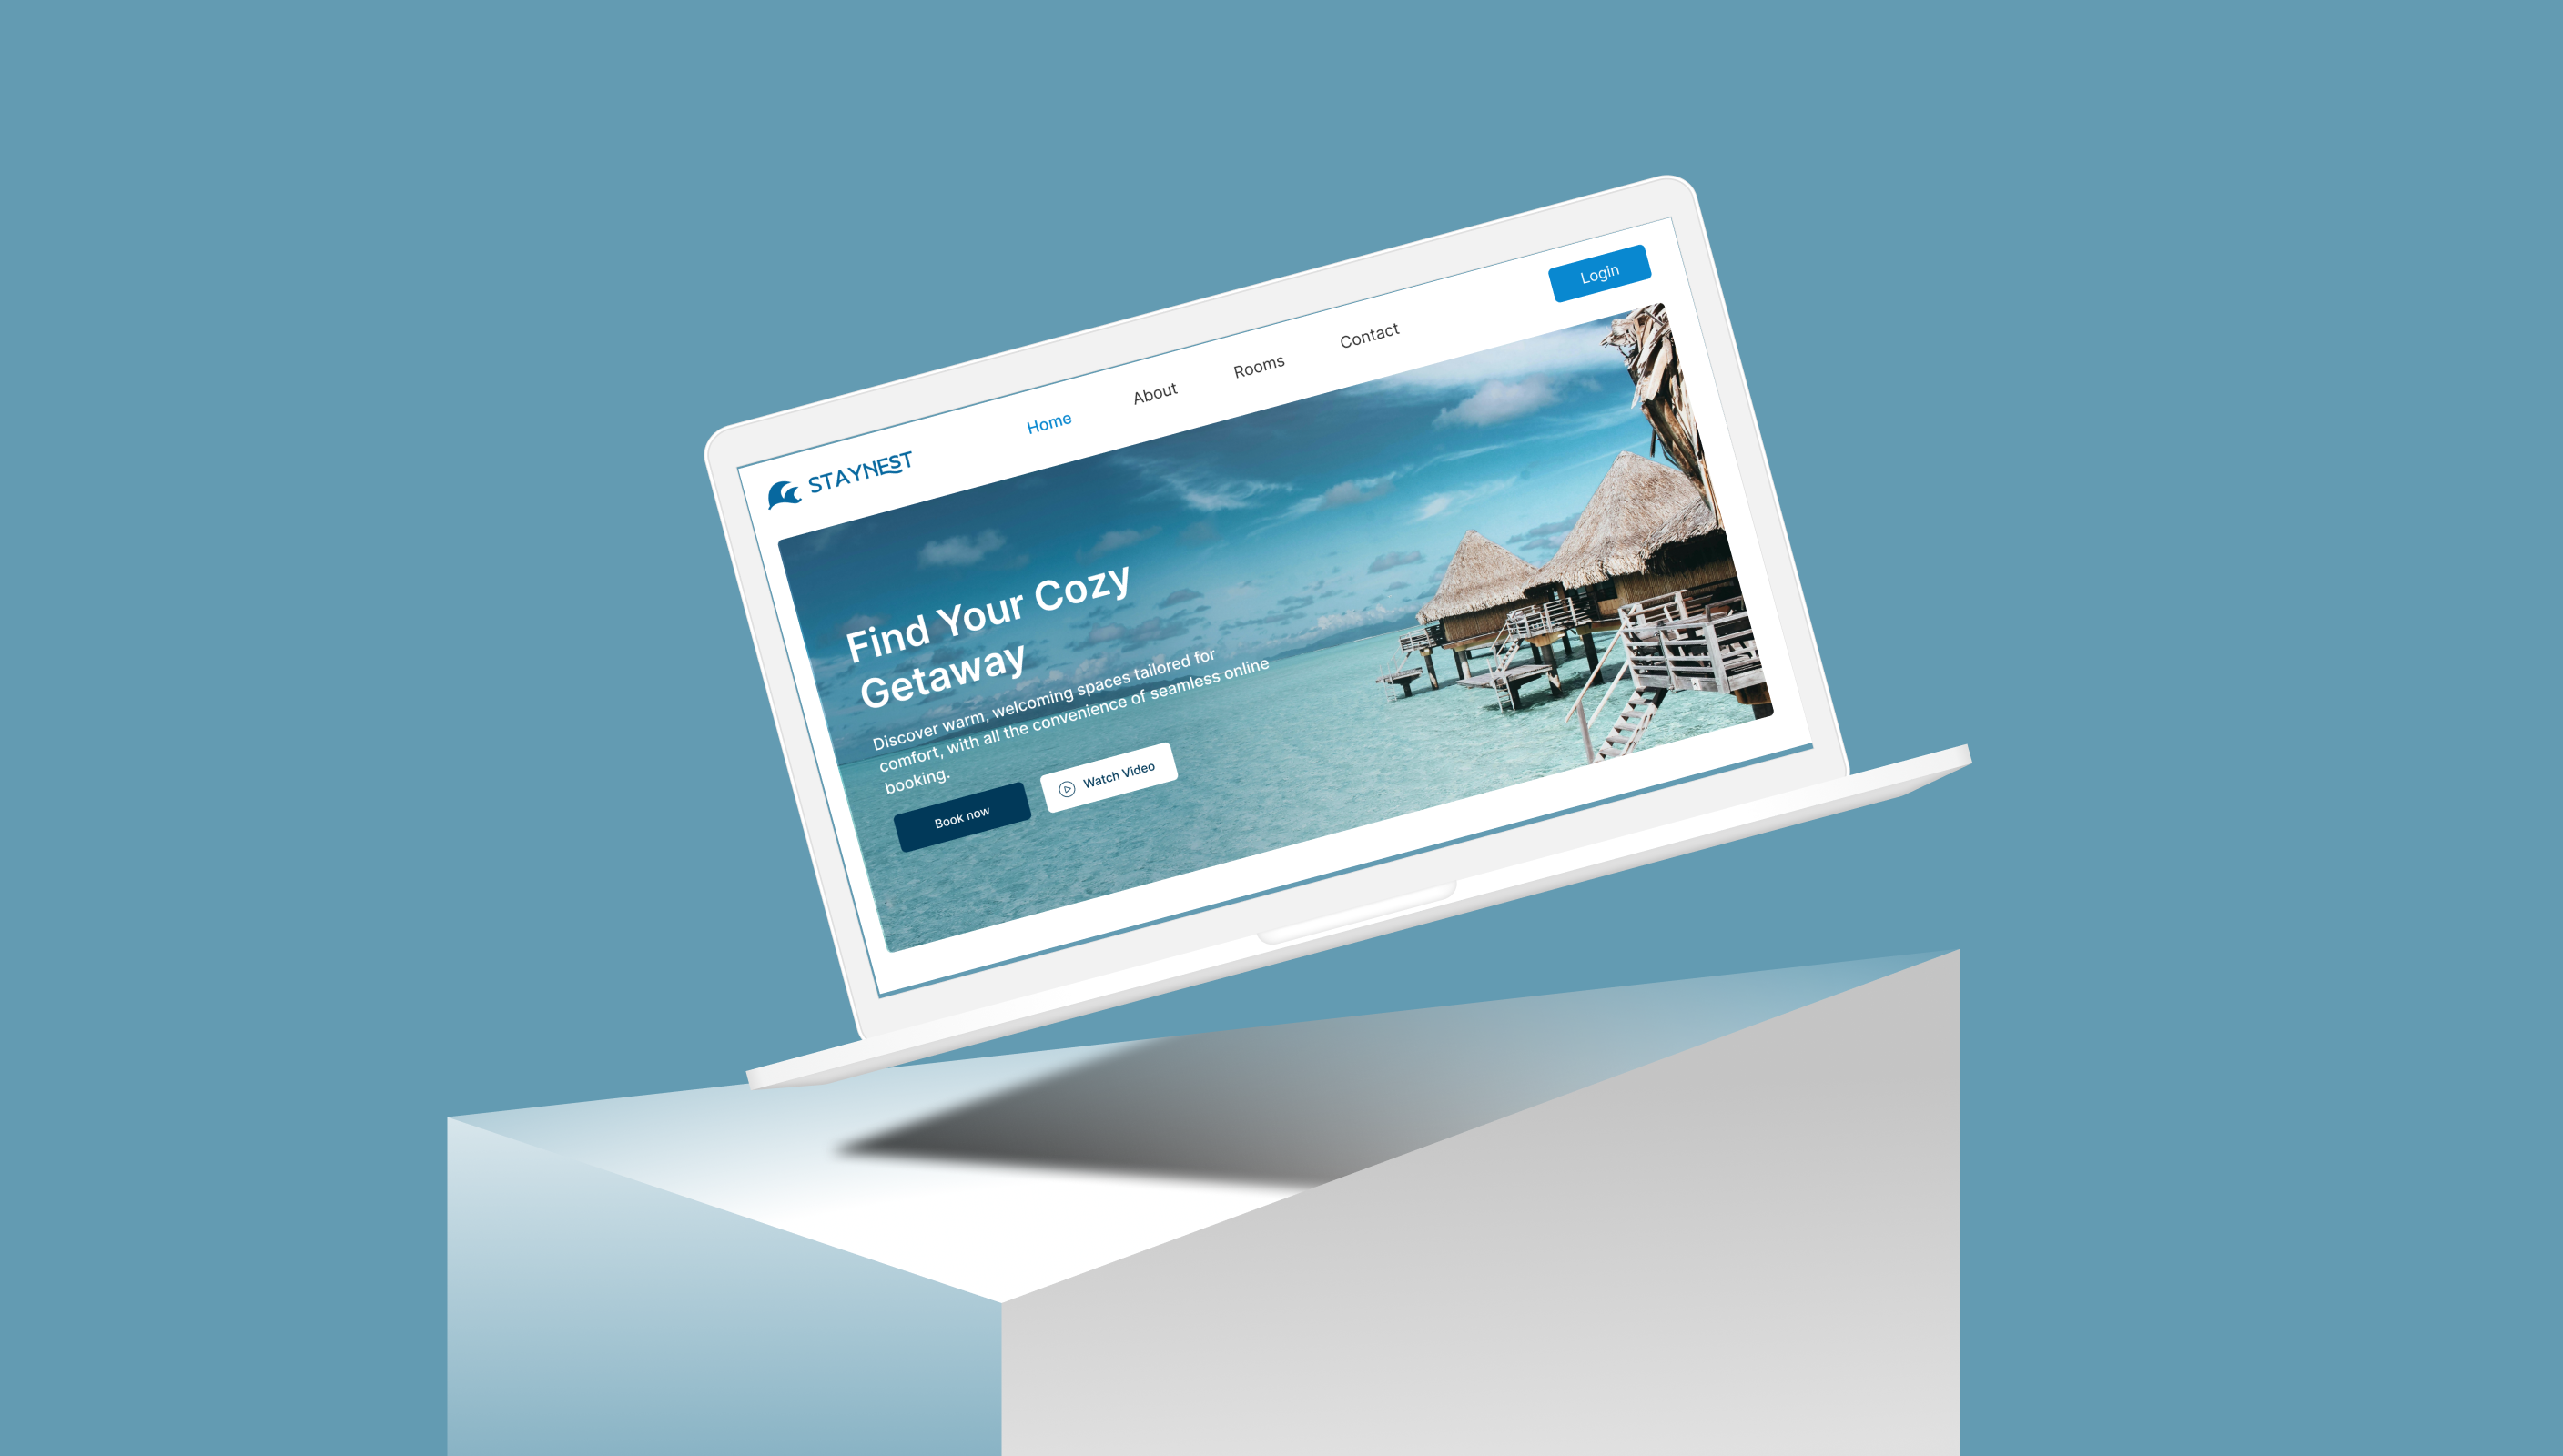 STAYNEST
Home
About
Rooms
Contact
Login
Find Your Cozy
Getaway
Discover warm, welcoming spaces tailored for
comfort, with all the convenience of seamless online
booking.
Book now
Watch Video